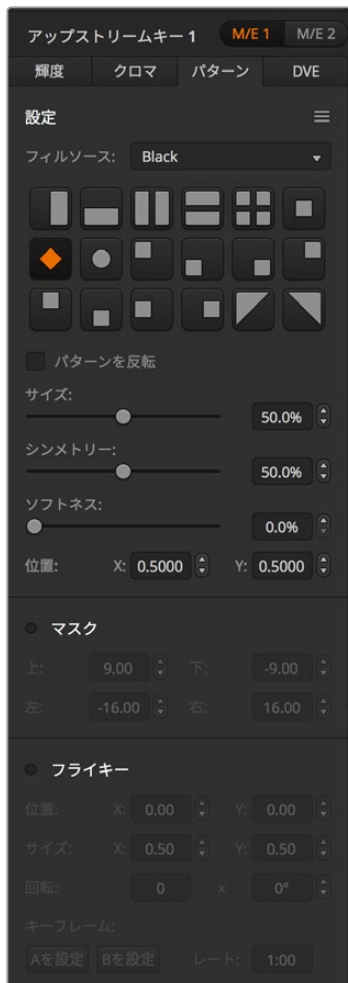 アップストリームキー 1 M/E 1 M/E 2
輝度 クロマ パターン DVE
設定
フィルソース: Black
パターンを反転
サイズ:
50.0%
シンメトリー:
50.0%
ソフトネス:
0.0%
位置: X: 0.5000 Y: 0.5000
マスク
上: 9.00 下: -9.00
左: -16.00 右: 16.00
フライキー
位置: X: 0.00 Y: 0.00
サイズ: X: 0.50 Y: 0.50
回転: 0 x 0°
キーフレーム:
Aを設定 Bを設定 レート: 1:00